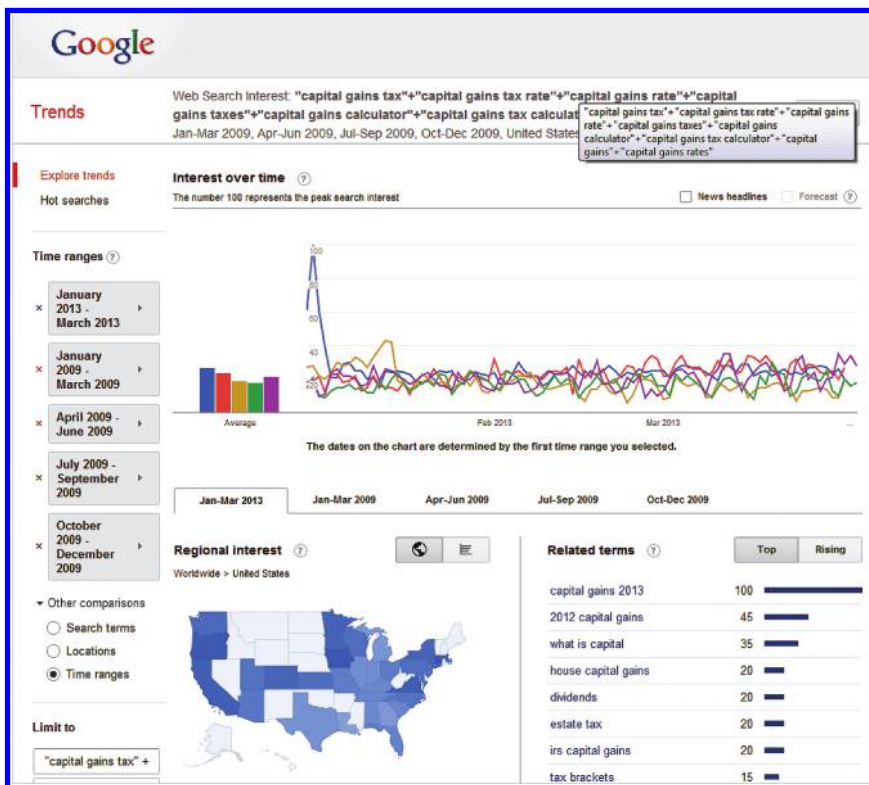 Google
Trends
Web Search Interest: "capital gains tax"+"capital gains tax rate"+"capital gains rate"+"capital
gains taxes"+"capital gains calculator"+"capital gains tax calcula
Jan-Mar 2009, Apr-Jun 2009, Jul-Sep 2009, Oct-Dec 2009, United States
"capital gains tax"+"capital gains tax rate"+"capital gains
rate"+"capital gains taxes"+"capital gains
calculator"+"capital gains tax calculator"+"capital
gains"+"capital gains rates"
Explore trends
Hot searches
Time ranges ?
× January
2013 -
March 2013
× January
2009 -
March 2009
× April 2009 -
June 2009
× July 2009 -
September
2009
× October
2009 -
December
2009
Other comparisons
Search terms
Locations
Time ranges
Limit to
"capital gains tax" +
Interest over time ?
The number 100 represents the peak search interest
News headlines
Forecast ?
100
80
60
40
20
Average
Feb 2013
Mar 2013
...
The dates on the chart are determined by the first time range you selected.
Jan-Mar 2013
Jan-Mar 2009
Apr-Jun 2009
Jul-Sep 2009
Oct-Dec 2009
Regional interest ?
Worldwide > United States
Related terms ?
Top
Rising
capital gains 2013 100
2012 capital gains 45
what is capital 35
house capital gains 20
dividends 20
estate tax 20
irs capital gains 20
tax brackets 15